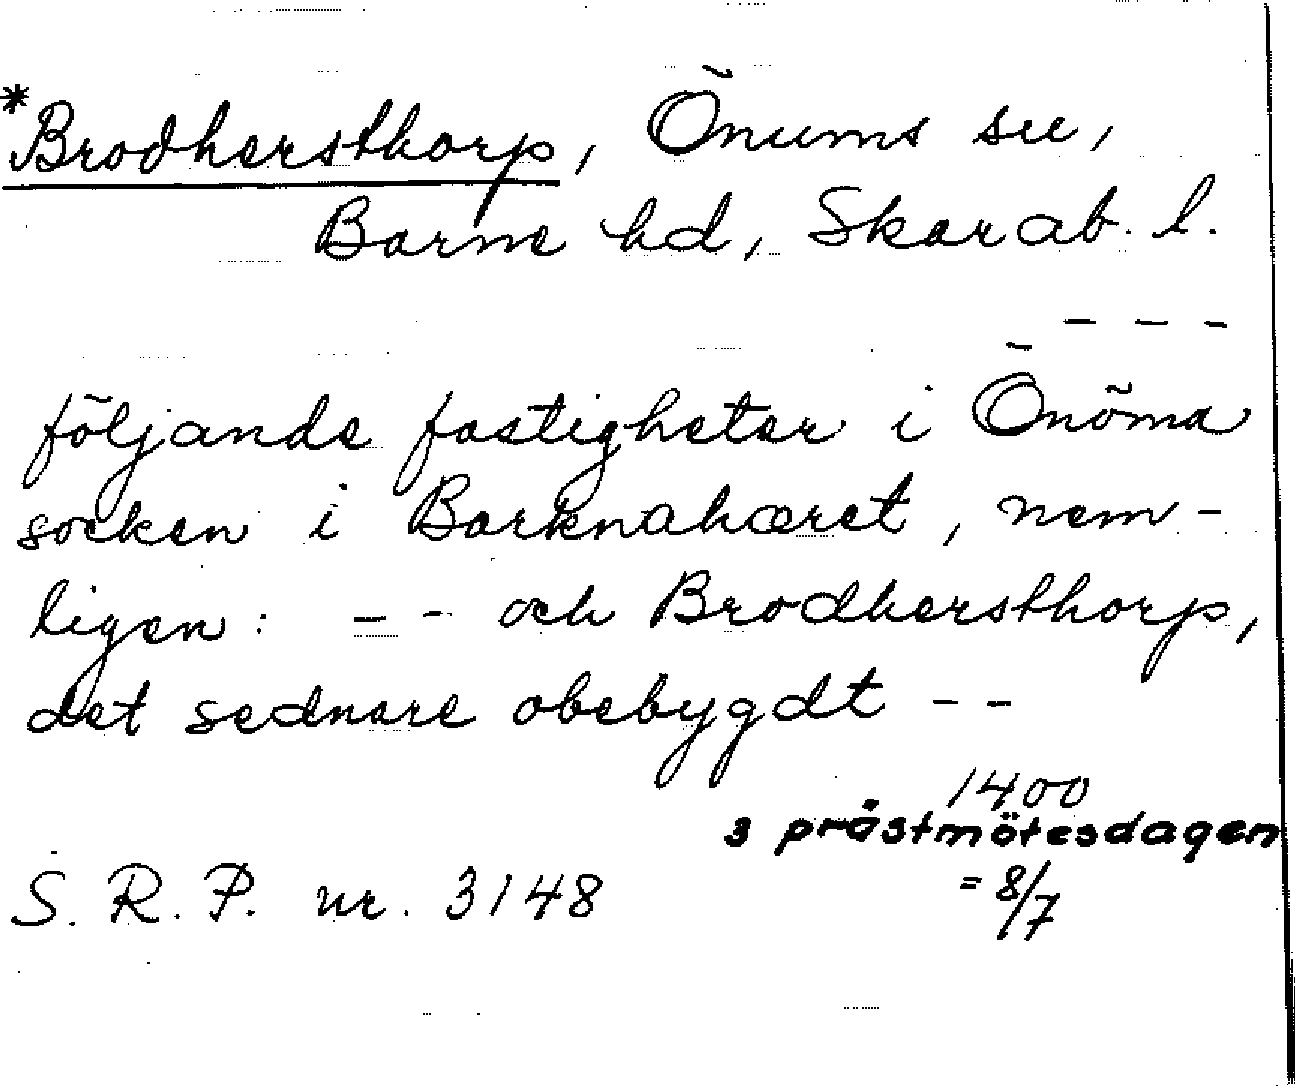 *Brodhersthorp, Önums sn,
Barne hd, Skarab. l.
- - -
följande fastigheter i Önöma
socken i Barknahæret, nem-
ligen: - - och Brodhersthorp,
det sednare obebygdt - -
1400
3 pråstmötesdagen
S. R. P. nr. 3148
= 8/7